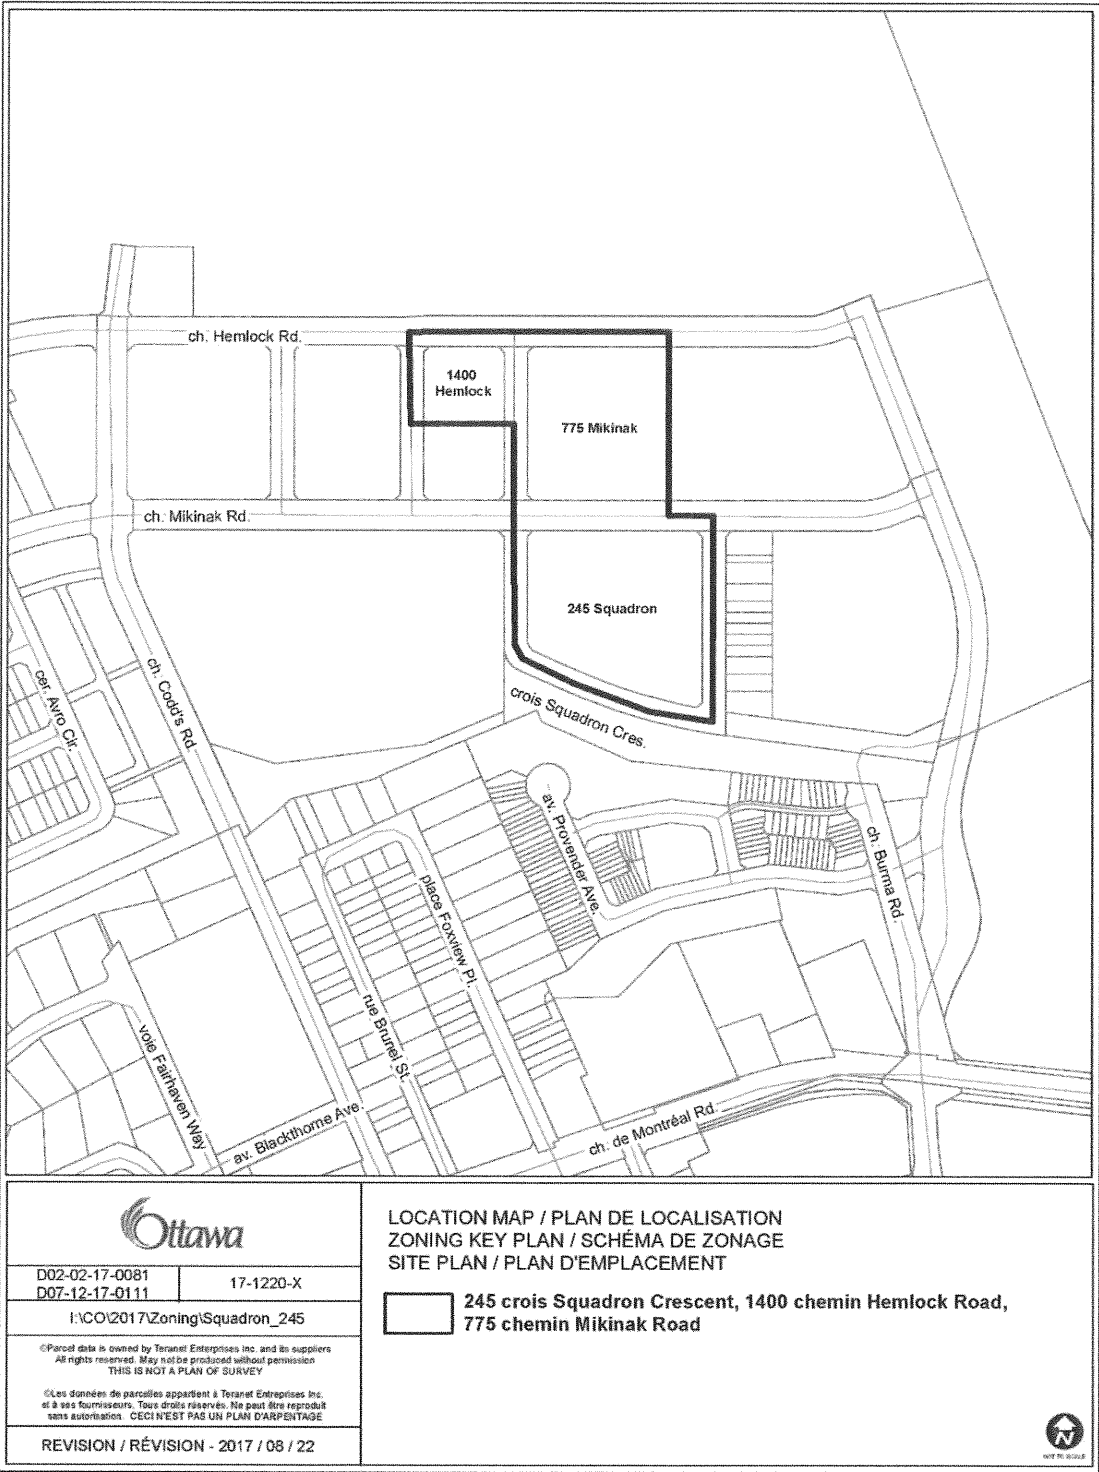 ch. Hemlock Rd.
1400
Hemlock
775 Mikinak
ch. Mikinak Rd.
245 Squadron
cer. Avro Cir.
ch. Codd's Rd.
crois Squadron Cres.
av. Provender Ave.
ch. Burma Rd.
place Foxview Pl.
rue Brunel St.
voie Fairhaven Way
av. Blackthorne Ave.
ch. de Montréal Rd.
Ottawa
D02-02-17-0081
D07-12-17-0111
17-1220-X
I:\CO\2017\Zoning\Squadron_245
©Parcel data is owned by Teranet Enterprises Inc. and its suppliers
All rights reserved. May not be produced without permission
THIS IS NOT A PLAN OF SURVEY
©Les données de parcelles appartient à Teranet Entreprises Inc.
et à ses fournisseurs. Tous droits réservés. Ne peut être reproduit
sans autorisation. CECI N'EST PAS UN PLAN D'ARPENTAGE
REVISION / RÉVISION - 2017 / 08 / 22
LOCATION MAP / PLAN DE LOCALISATION
ZONING KEY PLAN / SCHÉMA DE ZONAGE
SITE PLAN / PLAN D'EMPLACEMENT
245 crois Squadron Crescent, 1400 chemin Hemlock Road,
775 chemin Mikinak Road
N
NOT TO SCALE